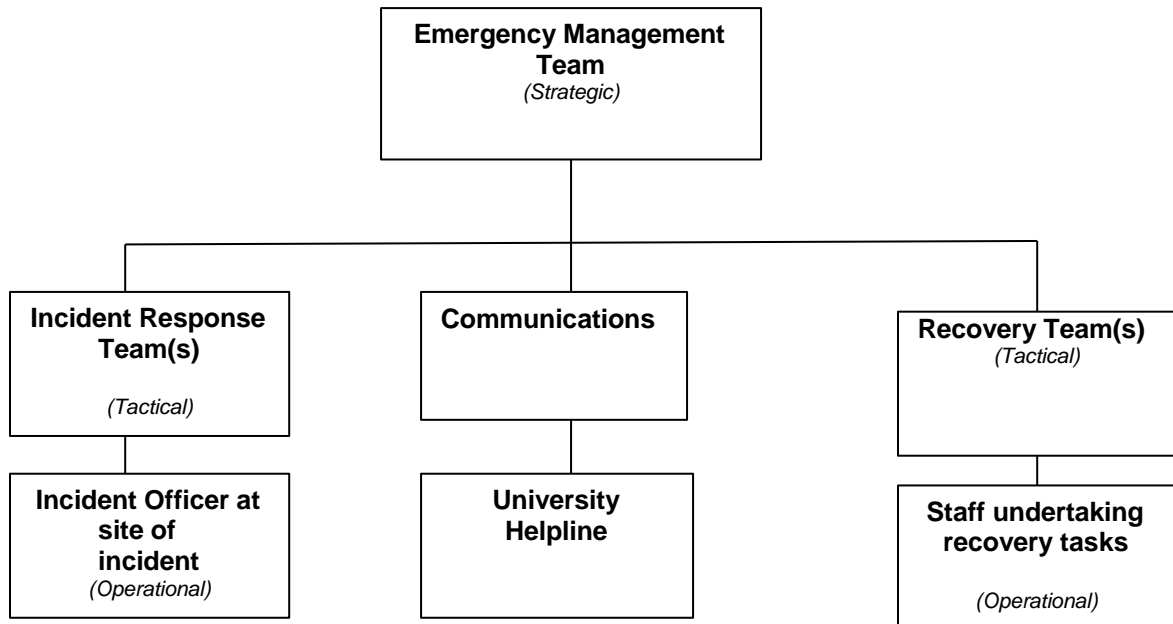 Emergency Management
Team
(Strategic)
Incident Response
Team(s)
(Tactical)
Communications
Recovery Team(s)
(Tactical)
Incident Officer at
site of
incident
(Operational)
University
Helpline
Staff undertaking
recovery tasks
(Operational)